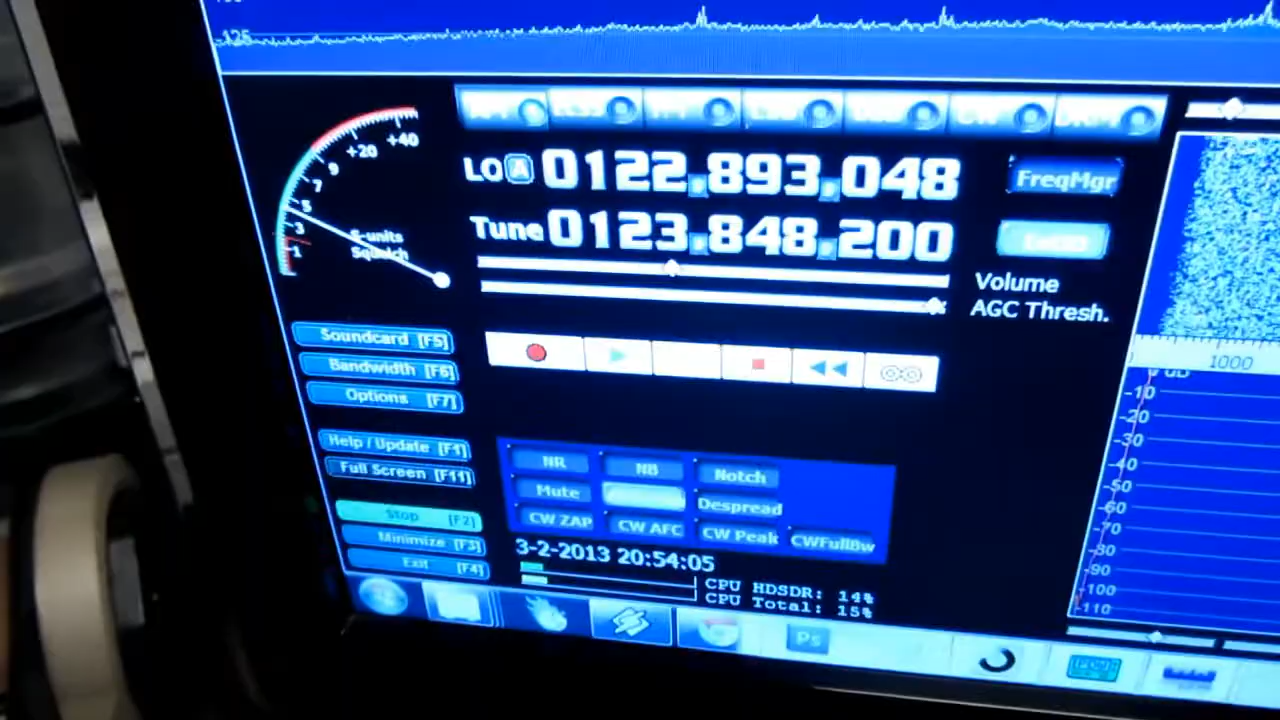 -125
+20 +40
9
7
5
3
1
S-units
Squelch
LO A 0122,893,048
FreqMgr
Tune 0123,848,200
Volume
AGC Thresh.
Soundcard [F5]
Bandwidth [F6]
Options [F7]
Help / Update [F1]
Full Screen [F11]
Stop [F2]
Minimize [F3]
Exit [F4]
NR NB Notch
Mute Despread
CW ZAP CW AFC CW Peak CWFullBw
3-2-2013 20:54:05
CPU HDSDR: 14%
CPU Total: 15%
Ps
1000
-10
-20
-30
-40
-50
-60
-70
-80
-90
-100
-110